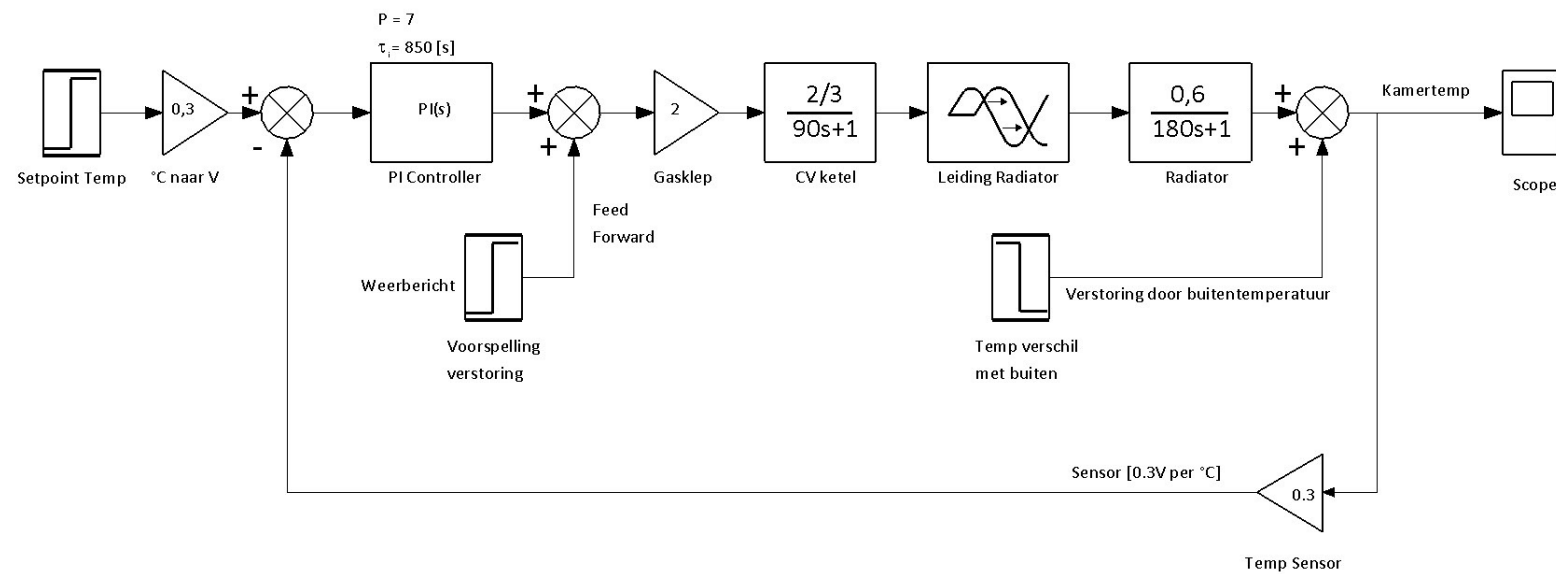 P = 7
τi= 850 [s]
+
-
0,3
PI(s)
+
+
2
2/3
90s+1
0,6
180s+1
+
+
Kamertemp
Setpoint Temp
°C naar V
PI Controller
Gasklep
CV ketel
Leiding Radiator
Radiator
Scope
Feed
Forward
Weerbericht
Verstoring door buitentemperatuur
Voorspelling
verstoring
Temp verschil
met buiten
Sensor [0.3V per °C]
0.3
Temp Sensor